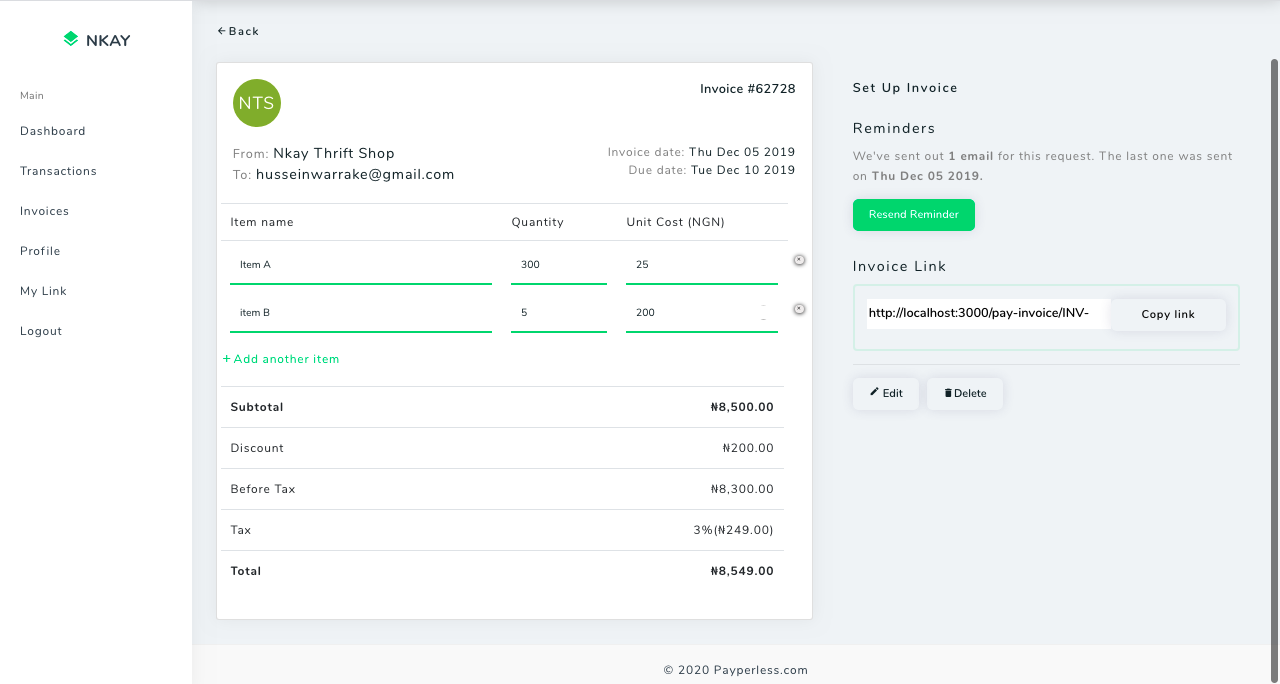 NKAY
Main
Dashboard
Transactions
Invoices
Profile
My Link
Logout
Back
NTS
Invoice #62728
From: Nkay Thrift Shop
To: husseinwarrake@gmail.com
Invoice date: Thu Dec 05 2019
Due date: Tue Dec 10 2019
Item name Quantity Unit Cost (NGN)
Item A 300 25
item B 5 200
+ Add another item
Subtotal ₦8,500.00
Discount ₦200.00
Before Tax ₦8,300.00
Tax 3%(₦249.00)
Total ₦8,549.00
Set Up Invoice
Reminders
We've sent out 1 email for this request. The last one was sent
on Thu Dec 05 2019.
Resend Reminder
Invoice Link
http://localhost:3000/pay-invoice/INV- Copy link
Edit Delete
© 2020 Payperless.com